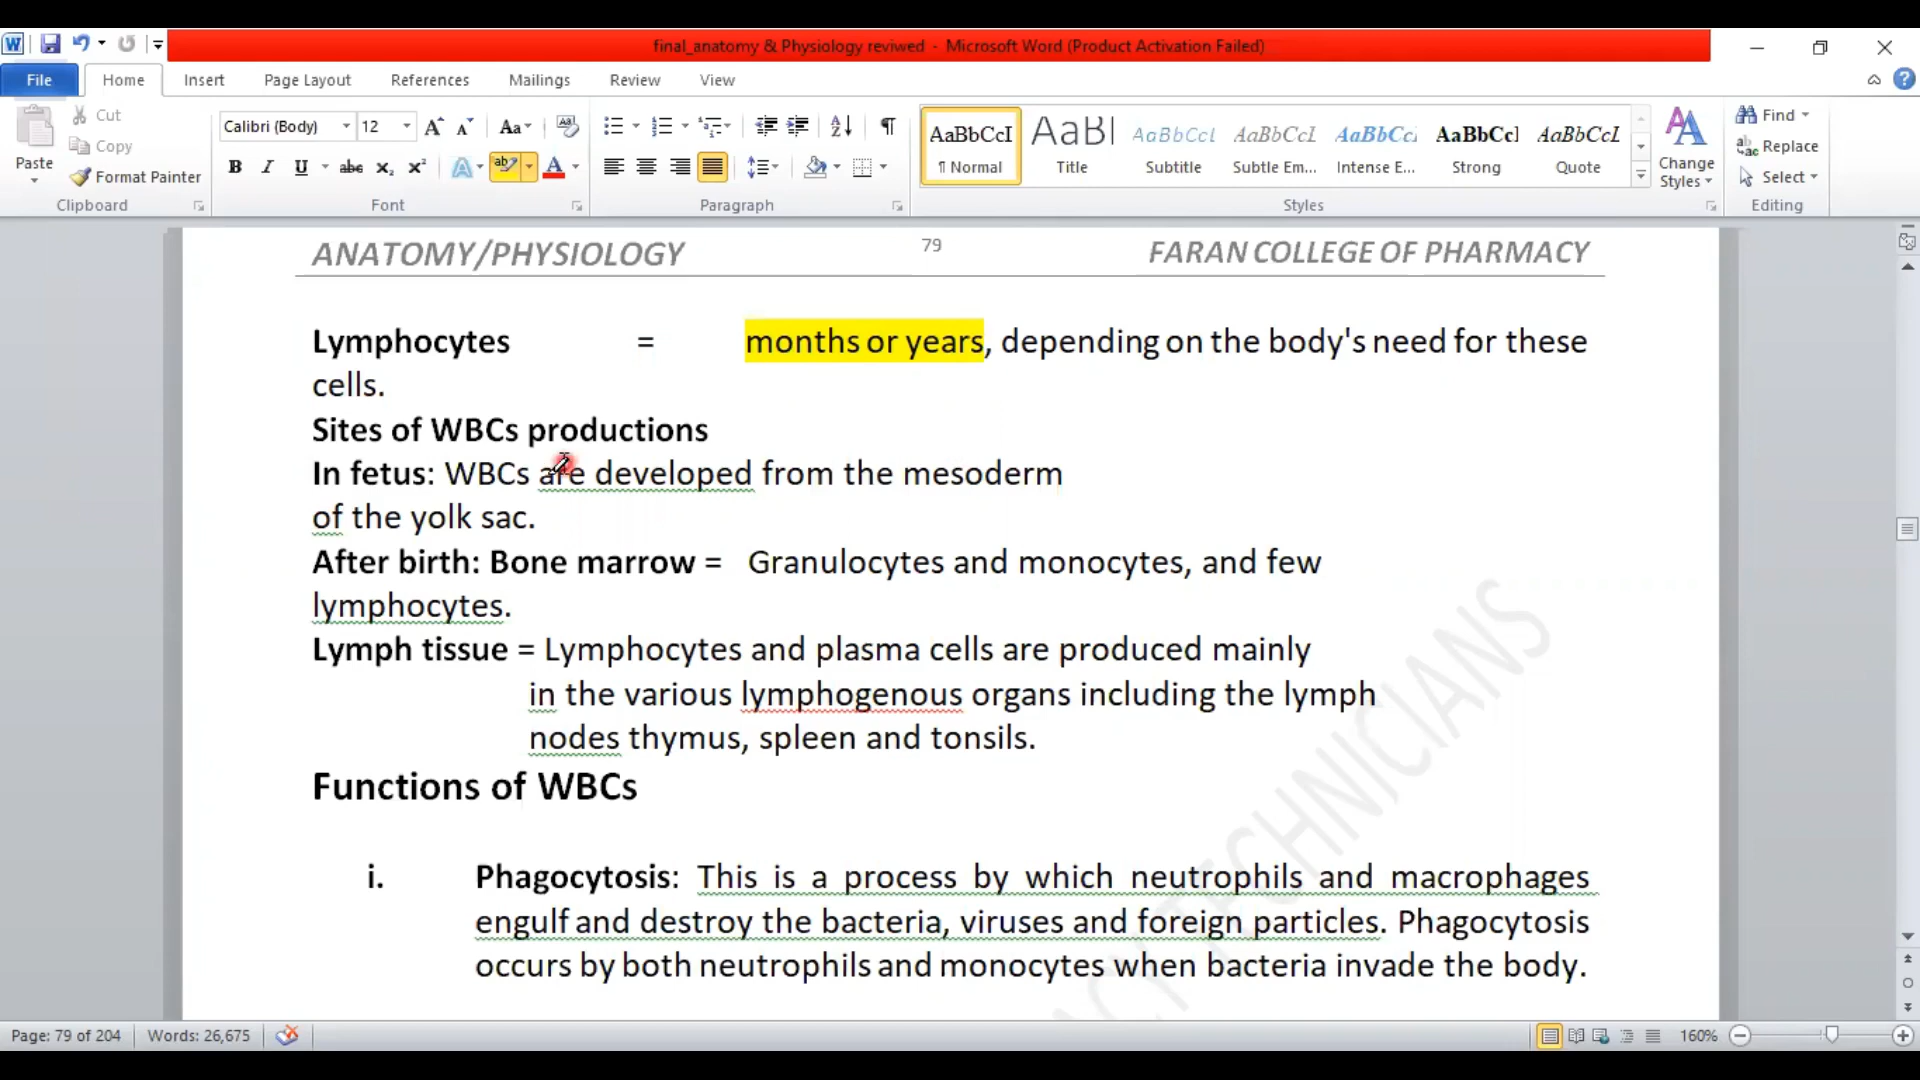 final_anatomy & Physiology reviwed - Microsoft Word (Product Activation Failed)
File Home Insert Page Layout References Mailings Review View
Paste
Cut
Copy
Format Painter
Clipboard
Calibri (Body) 12
Font
Paragraph
AaBbCcI AaBl AaBbCcL AaBbCcL AaBbCcI AaBbCcl AaBbCcL
¶ Normal Title Subtitle Subtle Em... Intense E... Strong Quote
Styles
Change Styles
Find
Replace
Select
Editing
ANATOMY/PHYSIOLOGY 79 FARAN COLLEGE OF PHARMACY
Lymphocytes = months or years, depending on the body's need for these
cells.
Sites of WBCs productions
In fetus: WBCs are developed from the mesoderm
of the yolk sac.
After birth: Bone marrow = Granulocytes and monocytes, and few
lymphocytes.
Lymph tissue = Lymphocytes and plasma cells are produced mainly
in the various lymphogenous organs including the lymph
nodes thymus, spleen and tonsils.
Functions of WBCs
i. Phagocytosis: This is a process by which neutrophils and macrophages
engulf and destroy the bacteria, viruses and foreign particles. Phagocytosis
occurs by both neutrophils and monocytes when bacteria invade the body.
TECHNICIANS
Page: 79 of 204 Words: 26,675 160%